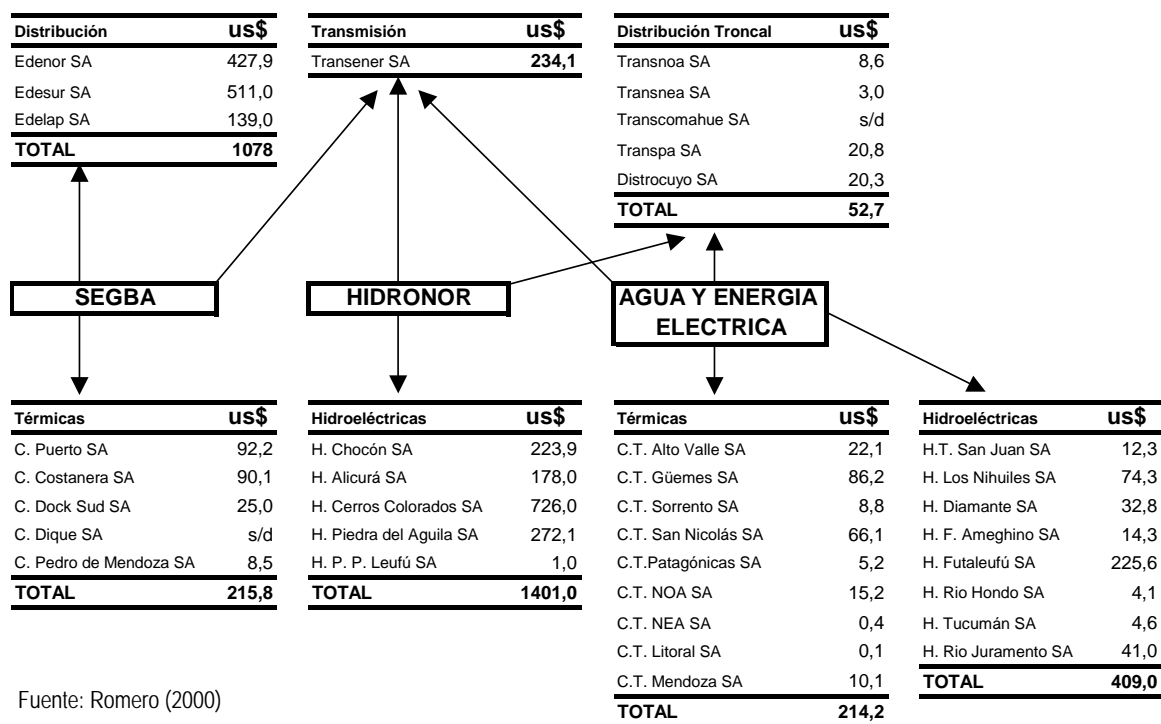 Distribución us$
Edenor SA 427,9
Edesur SA 511,0
Edelap SA 139,0
TOTAL 1078
Transmisión us$
Transener SA 234,1
Distribución Troncal us$
Transnoa SA 8,6
Transnea SA 3,0
Transcomahue SA s/d
Transpa SA 20,8
Distrocuyo SA 20,3
TOTAL 52,7
SEGBA
HIDRONOR
AGUA Y ENERGIA
ELECTRICA
Térmicas us$
C. Puerto SA 92,2
C. Costanera SA 90,1
C. Dock Sud SA 25,0
C. Dique SA s/d
C. Pedro de Mendoza SA 8,5
TOTAL 215,8
Hidroeléctricas us$
H. Chocón SA 223,9
H. Alicurá SA 178,0
H. Cerros Colorados SA 726,0
H. Piedra del Aguila SA 272,1
H. P. P. Leufú SA 1,0
TOTAL 1401,0
Térmicas us$
C.T. Alto Valle SA 22,1
C.T. Güemes SA 86,2
C.T. Sorrento SA 8,8
C.T. San Nicolás SA 66,1
C.T.Patagónicas SA 5,2
C.T. NOA SA 15,2
C.T. NEA SA 0,4
C.T. Litoral SA 0,1
C.T. Mendoza SA 10,1
TOTAL 214,2
Hidroeléctricas us$
H.T. San Juan SA 12,3
H. Los Nihuiles SA 74,3
H. Diamante SA 32,8
H. F. Ameghino SA 14,3
H. Futaleufú SA 225,6
H. Rio Hondo SA 4,1
H. Tucumán SA 4,6
H. Rio Juramento SA 41,0
TOTAL 409,0
Fuente: Romero (2000)